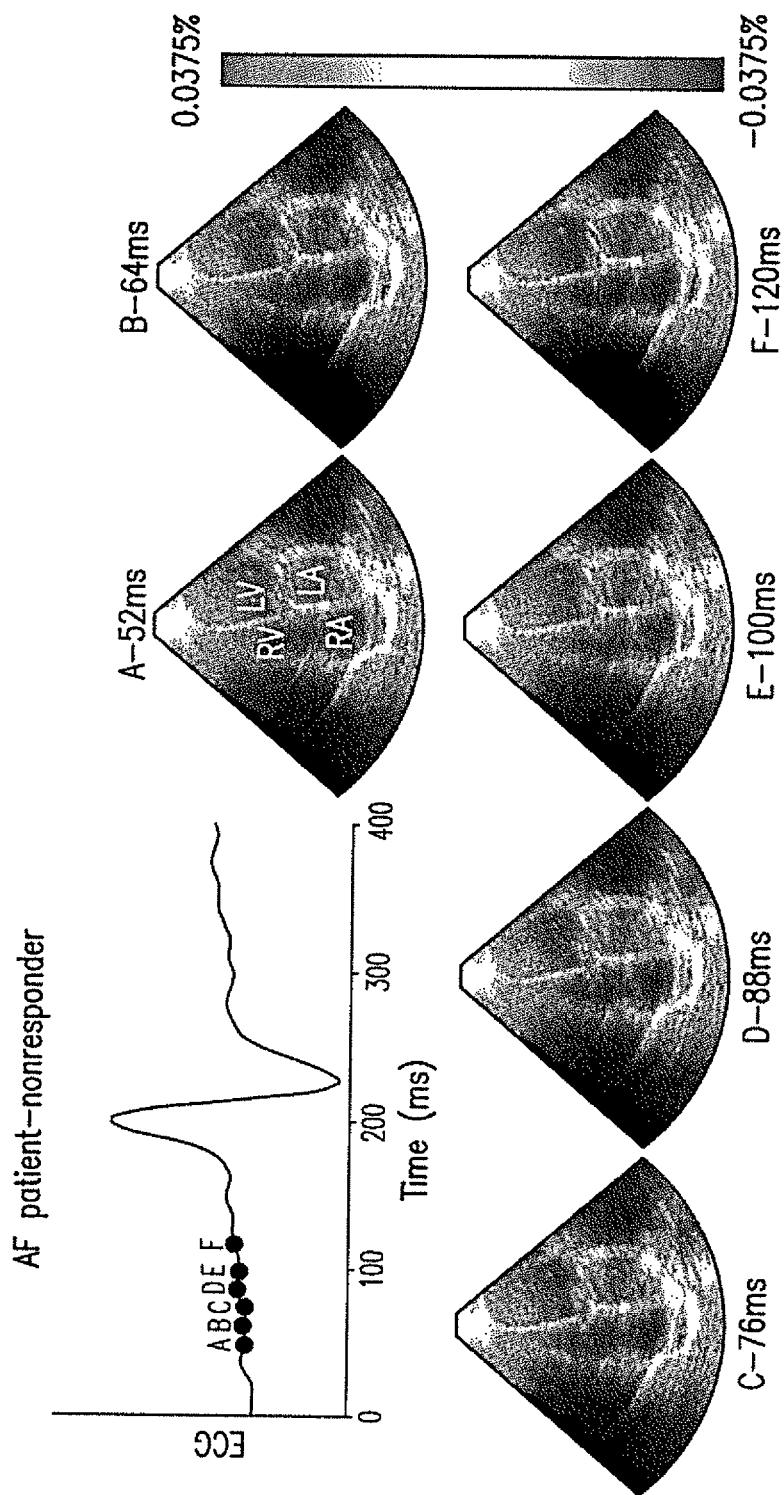 AF patient-nonresponder
ECG
A B C D E F
0 100 200 300 400
Time (ms)
A-52ms
RV LV
RA LA
B-64ms
0.0375%
-0.0375%
C-76ms
D-88ms
E-100ms
F-120ms